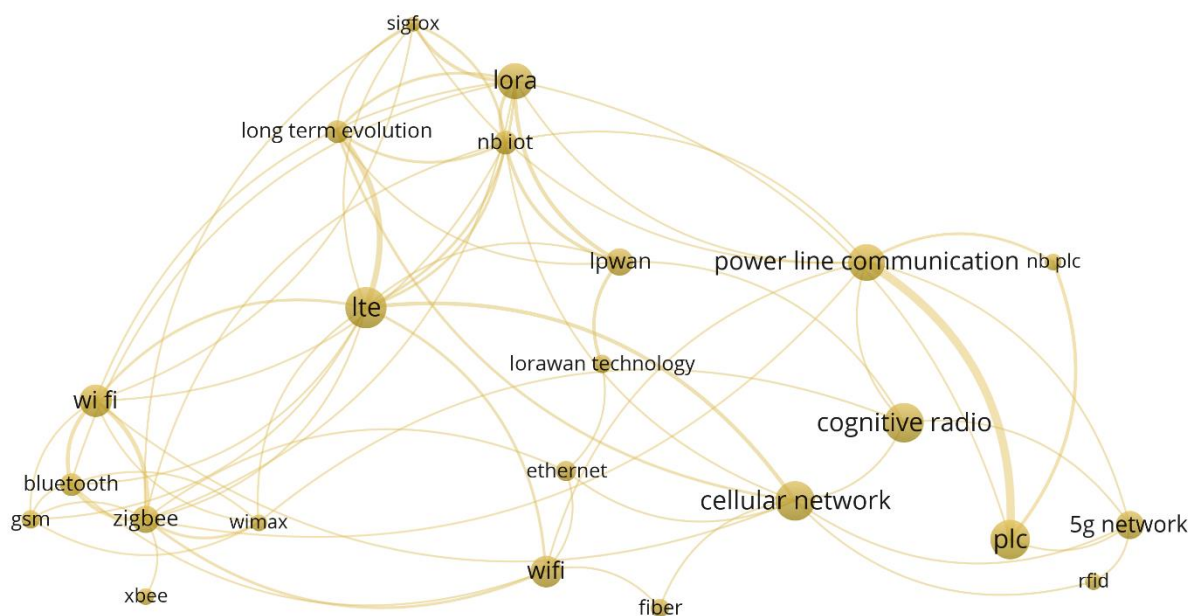 sigfox
lora
long term evolution
nb iot
lpwan
power line communication
nb plc
lte
lorawan technology
wi fi
cognitive radio
bluetooth
ethernet
cellular network
gsm
zigbee
wimax
5g network
plc
wifi
rfid
xbee
fiber